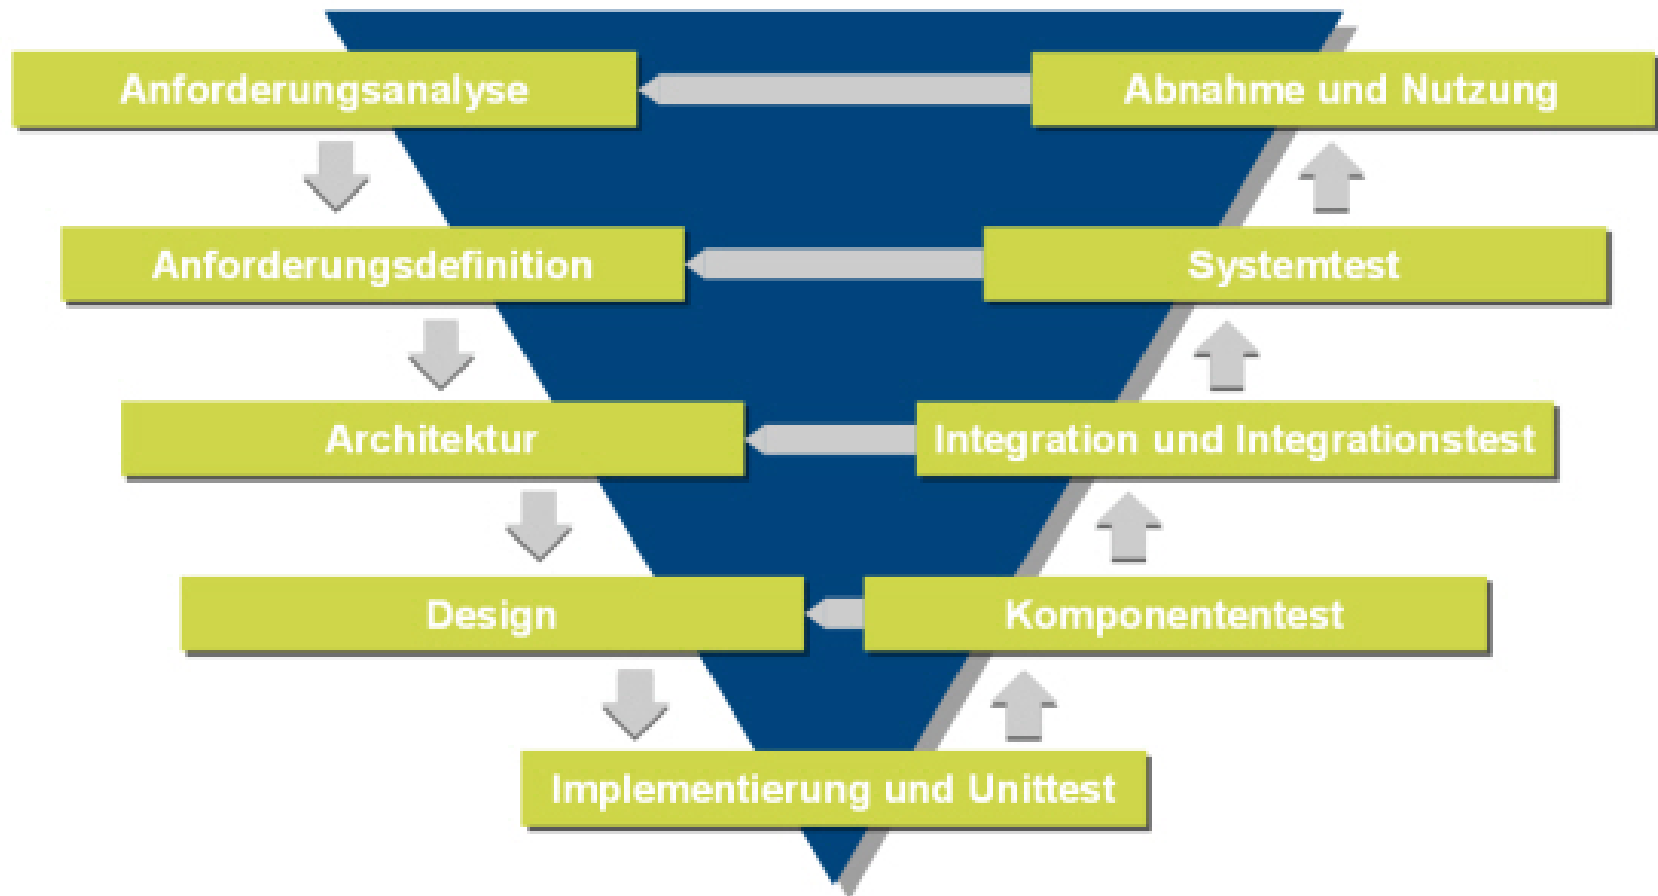 Anforderungsanalyse
Abnahme und Nutzung
Anforderungsdefinition
Systemtest
Architektur
Integration und Integrationstest
Design
Komponententest
Implementierung und Unittest